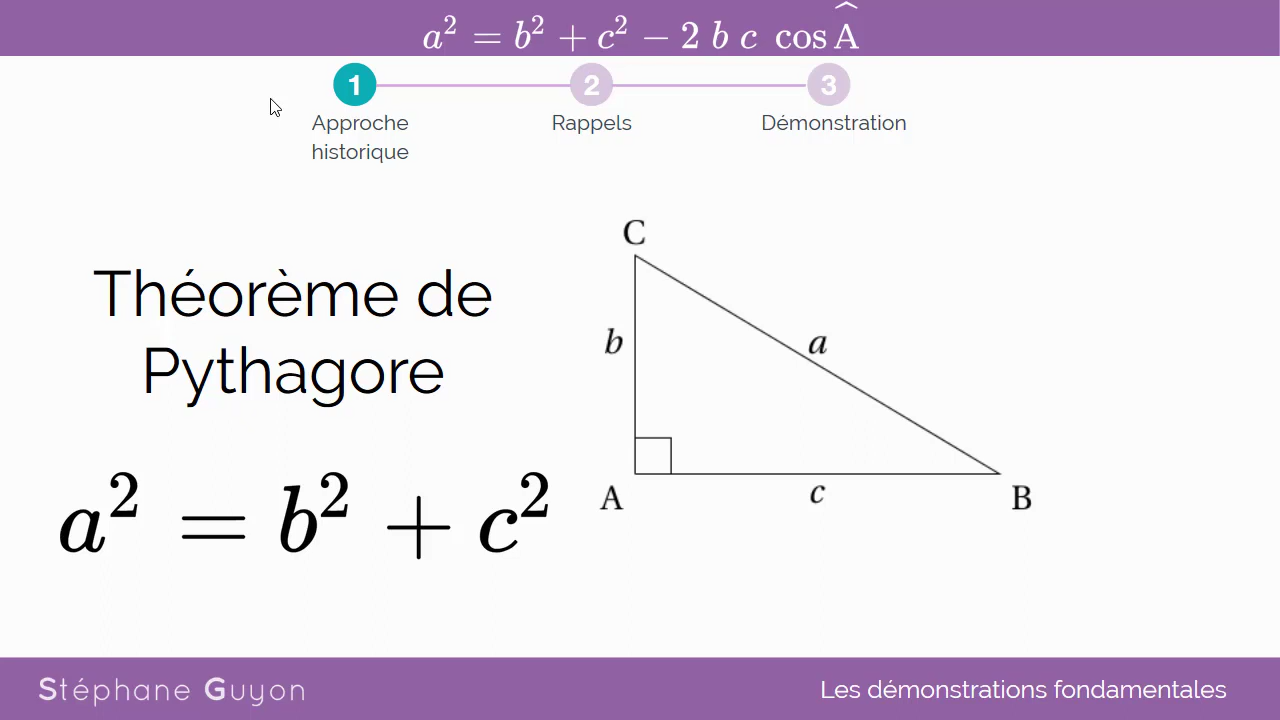 a² = b² + c² − 2 b c cos Â
1 2 3
Approche historique
Rappels
Démonstration
Théorème de
Pythagore
a² = b² + c²
C
b
a
A
c
B
Stéphane Guyon
Les démonstrations fondamentales